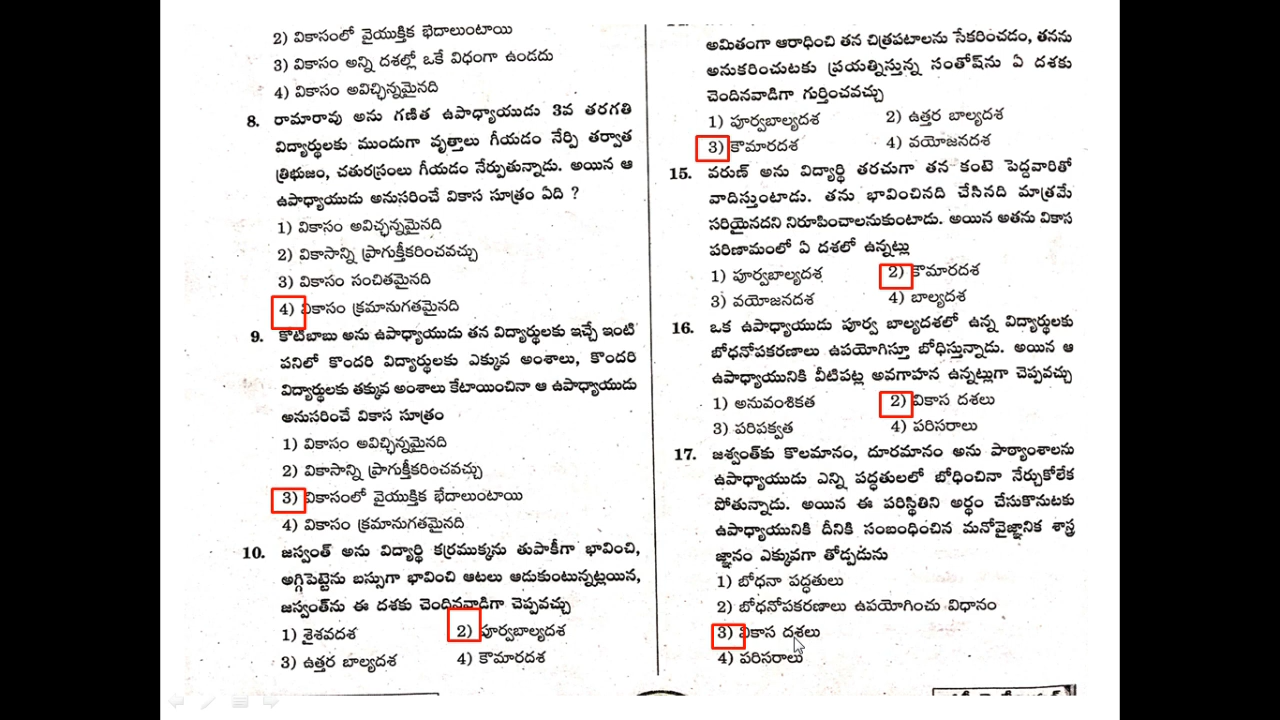 2) వికాసంలో వైయుక్తిక భేదాలుంటాయి
3) వికాసం అన్ని దశల్లో ఒకే విధంగా ఉండదు
4) వికాసం అవిచ్ఛిన్నమైనది
8. రామారావు అను గణిత ఉపాధ్యాయుడు 3వ తరగతి
విద్యార్థులకు ముందుగా వృత్తాలు గీయడం నేర్పి తర్వాత
త్రిభుజం, చతురస్రంలు గీయడం నేర్పుతున్నాడు. అయిన ఆ
ఉపాధ్యాయుడు అనుసరించే వికాస సూత్రం ఏది ?
1) వికాసం అవిచ్ఛన్నమైనది
2) వికాసాన్ని ప్రాగుక్తీకరించవచ్చు
3) వికాసం సంచితమైనది
4) వికాసం క్రమానుగతమైనది
9. కోటిబాబు అను ఉపాధ్యాయుడు తన విద్యార్థులకు ఇచ్చే ఇంటి
పనిలో కొందరి విద్యార్థులకు ఎక్కువ అంశాలు, కొందరి
విద్యార్థులకు తక్కువ అంశాలు కేటాయించినా ఆ ఉపాధ్యాయుడు
అనుసరించే వికాస సూత్రం
1) వికాసం అవిచ్ఛిన్నమైనది
2) వికాసాన్ని ప్రాగుక్తీకరించవచ్చు
3) వికాసంలో వైయుక్తిక భేదాలుంటాయి
4) వికాసం క్రమానుగతమైనది
10. జస్వంత్ అను విద్యార్థి కర్రముక్కను తుపాకీగా భావించి,
అగ్గిపెట్టెను బస్సుగా భావించి ఆటలు ఆడుకుంటున్నట్లయిన,
జస్వంత్‌ను ఈ దశకు చెందినవాడిగా చెప్పవచ్చు
1) శైశవదశ 2) పూర్వబాల్యదశ
3) ఉత్తర బాల్యదశ 4) కౌమారదశ
అమితంగా ఆరాధించి తన చిత్రపటాలను సేకరించడం, తనను
అనుకరించుటకు ప్రయత్నిస్తున్న సంతోష్‌ను ఏ దశకు
చెందినవాడిగా గుర్తించవచ్చు
1) పూర్వబాల్యదశ 2) ఉత్తర బాల్యదశ
3) కౌమారదశ 4) వయోజనదశ
15. వరుణ్ అను విద్యార్థి తరచుగా తన కంటె పెద్దవారితో
వాదిస్తుంటాడు. తను భావించినది చేసినది మాత్రమే
సరియైనదని నిరూపించాలనుకుంటాడు. అయిన అతను వికాస
పరిణామంలో ఏ దశలో ఉన్నట్లు
1) పూర్వబాల్యదశ 2) కౌమారదశ
3) వయోజనదశ 4) బాల్యదశ
16. ఒక ఉపాధ్యాయుడు పూర్వ బాల్యదశలో ఉన్న విద్యార్థులకు
బోధనోపకరణాలు ఉపయోగిస్తూ బోధిస్తున్నాడు. అయిన ఆ
ఉపాధ్యాయునికి వీటిపట్ల అవగాహన ఉన్నట్లుగా చెప్పవచ్చు
1) అనువంశికత 2) వికాస దశలు
3) పరిపక్వత 4) పరిసరాలు
17. జశ్వంత్‌కు కొలమానం, దూరమానం అను పాఠ్యాంశాలను
ఉపాధ్యాయుడు ఎన్ని పద్ధతులలో బోధించినా నేర్చుకోలేక
పోతున్నాడు. అయిన ఈ పరిస్థితిని అర్థం చేసుకొనుటకు
ఉపాధ్యాయునికి దీనికి సంబంధించిన మనోవైజ్ఞానిక శాస్త్ర
జ్ఞానం ఎక్కువగా తోడ్పడును
1) బోధనా పద్ధతులు
2) బోధనోపకరణాలు ఉపయోగించు విధానం
3) వికాస దశలు
4) పరిసరాలు